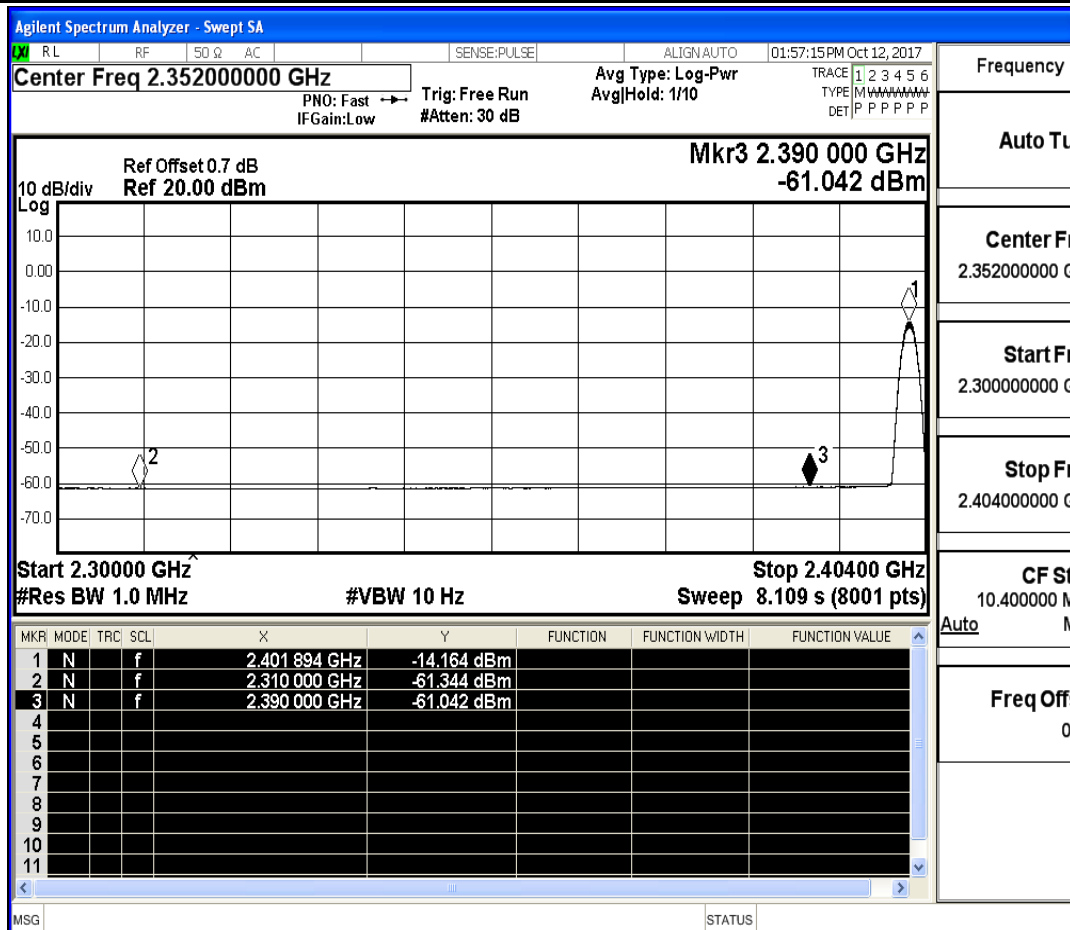 Agilent Spectrum Analyzer - Swept SA
LXI RL RF 50 Ω AC SENSE:PULSE ALIGN AUTO 01:57:15 PM Oct 12, 2017
Center Freq 2.352000000 GHz
PNO: Fast
IFGain:Low
Trig: Free Run
#Atten: 30 dB
Avg Type: Log-Pwr
Avg|Hold: 1/10
TRACE 1 2 3 4 5 6
TYPE M WWWWW
DET P P P P P P
Ref Offset 0.7 dB
10 dB/div Ref 20.00 dBm
Log
Mkr3 2.390 000 GHz
-61.042 dBm
10.0
0.00
-10.0
-20.0
-30.0
-40.0
-50.0
-60.0
-70.0
1
2
3
Start 2.30000 GHz Stop 2.40400 GHz
#Res BW 1.0 MHz #VBW 10 Hz Sweep 8.109 s (8001 pts)
MKR MODE TRC SCL X Y FUNCTION FUNCTION WIDTH FUNCTION VALUE
1 N f 2.401 894 GHz -14.164 dBm
2 N f 2.310 000 GHz -61.344 dBm
3 N f 2.390 000 GHz -61.042 dBm
4
5
6
7
8
9
10
11
MSG STATUS
Frequency
Auto Tu
Center Fr
2.352000000 G
Start Fr
2.300000000 G
Stop Fr
2.404000000 G
CF St
10.400000 M
Auto M
Freq Off
0